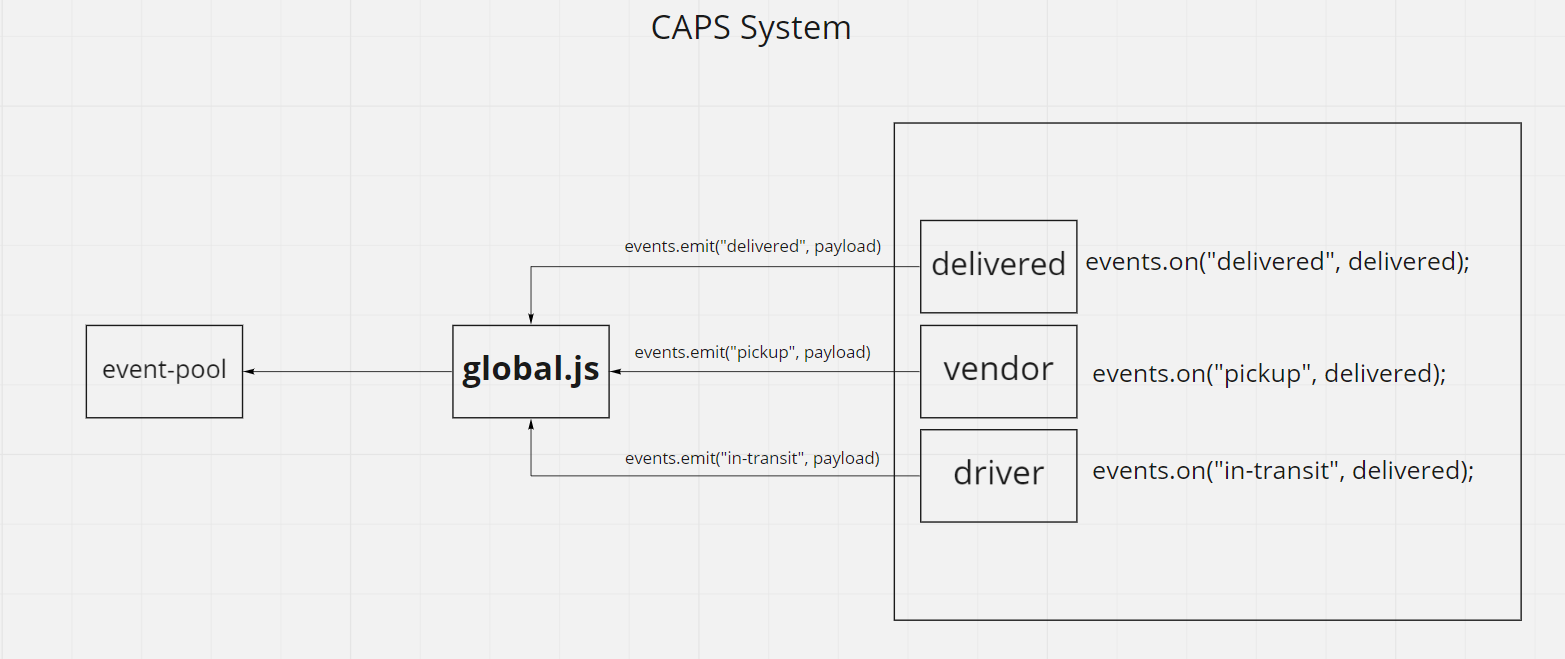 CAPS System
events.emit("delivered", payload)
delivered
events.on("delivered", delivered);
event-pool
global.js
events.emit("pickup", payload)
vendor
events.on("pickup", delivered);
events.emit("in-transit", payload)
driver
events.on("in-transit", delivered);